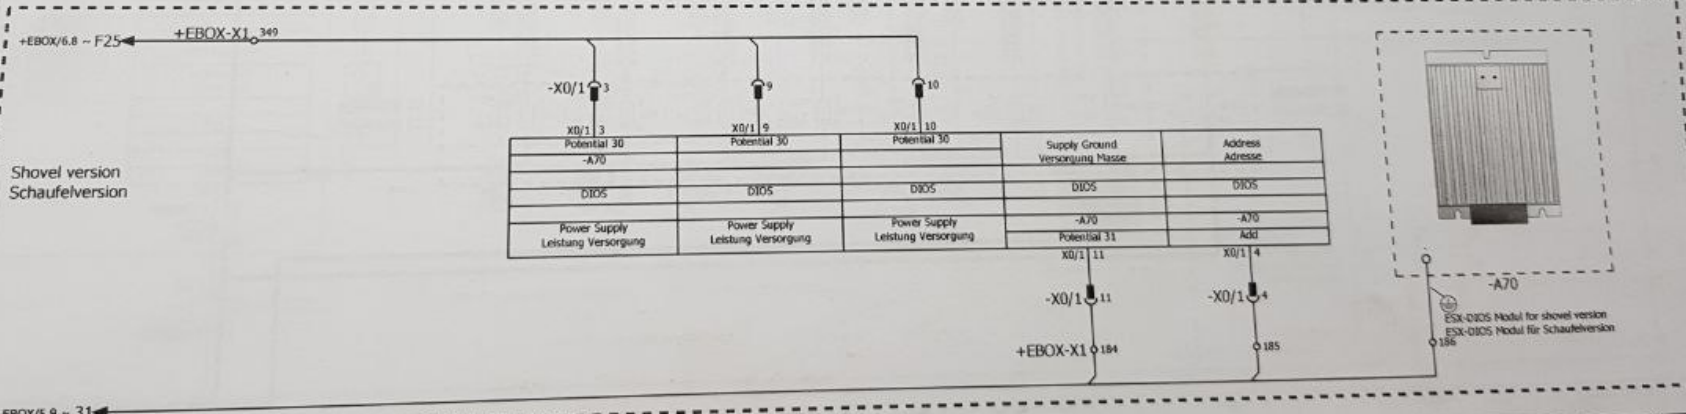 +EBOX/6.8 ~ F25
+EBOX-X1 349
-X0/1 3
9
10
X0/1 3
X0/1 9
X0/1 10
Potential 30
Potential 30
Potential 30
Supply Ground
Versorgung Masse
Address
Adresse
-A70
Shovel version
Schaufelversion
DIOS
DIOS
DIOS
DIOS
DIOS
-A70
-A70
Power Supply
Leistung Versorgung
Power Supply
Leistung Versorgung
Power Supply
Leistung Versorgung
Potential 31
Add
X0/1 11
X0/1 4
-X0/1 11
-X0/1 4
-A70
ESX-DIOS Modul for shovel version
ESX-DIOS Modul für Schaufelversion
+EBOX-X1 184
185
186
31